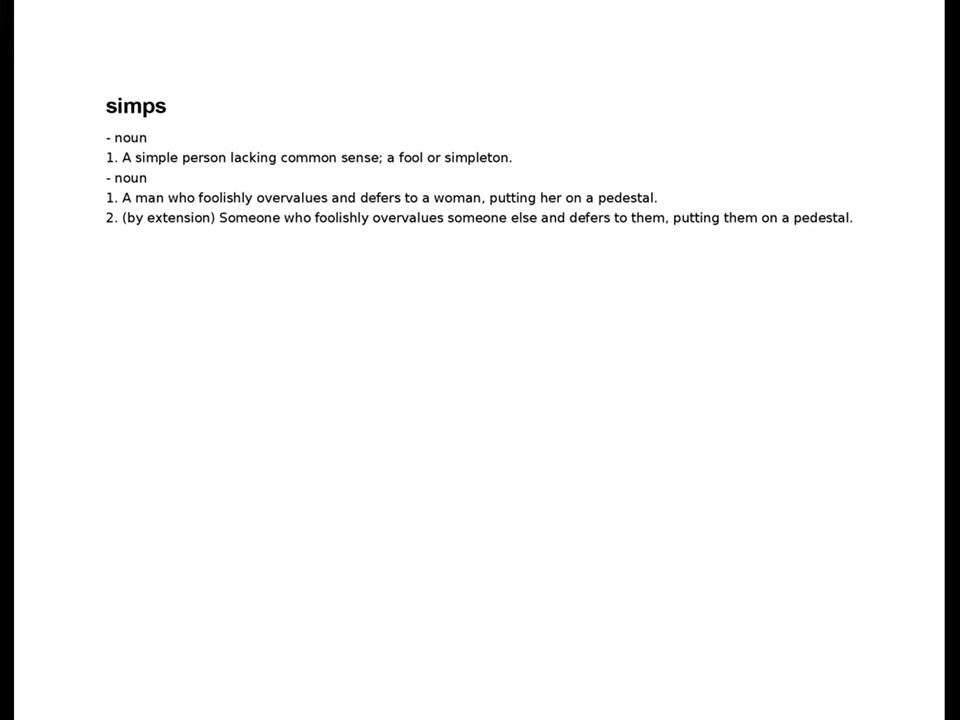 simps
- noun
1. A simple person lacking common sense; a fool or simpleton.
- noun
1. A man who foolishly overvalues and defers to a woman, putting her on a pedestal.
2. (by extension) Someone who foolishly overvalues someone else and defers to them, putting them on a pedestal.